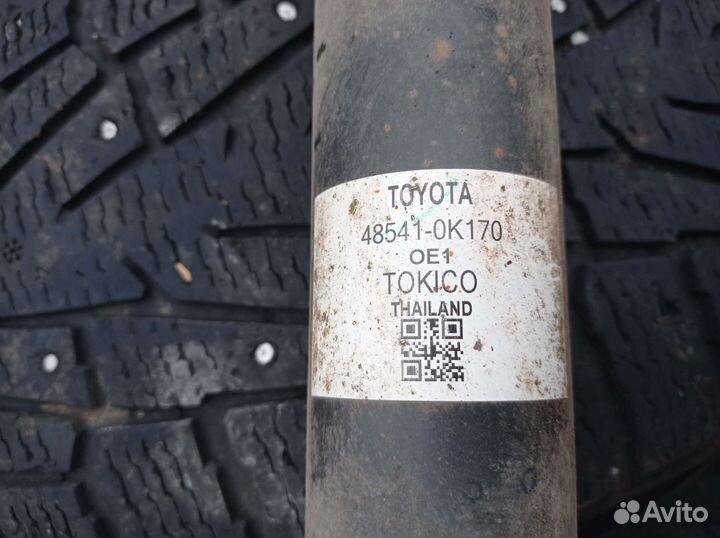 TOYOTA
48541-0K170
OE1
TOKICO
THAILAND
Avito